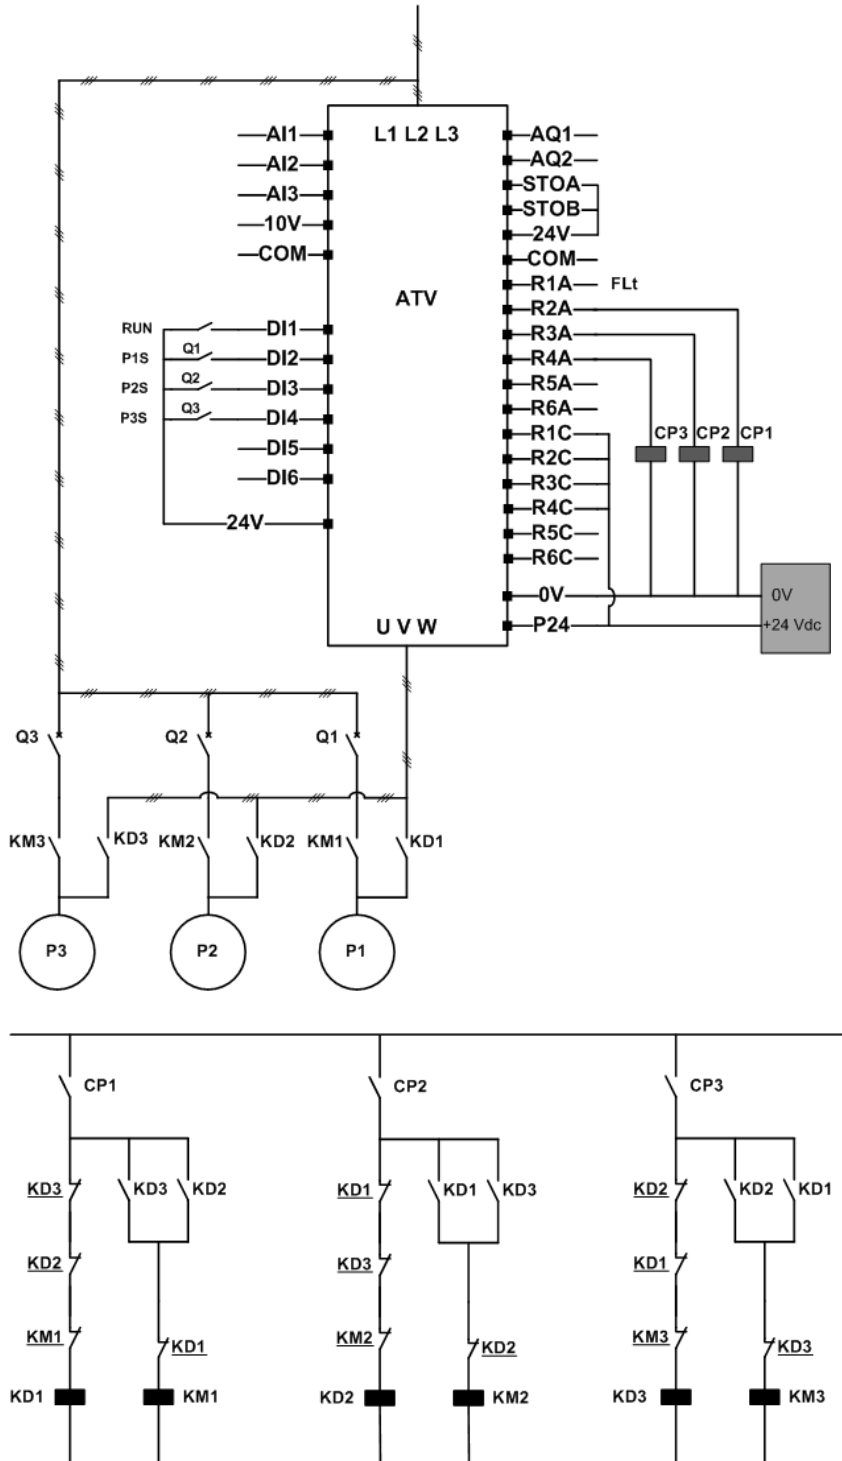 L1 L2 L3
AI1
AQ1
AI2
AQ2
AI3
STOA
10V
STOB
24V
COM
COM
ATV
R1A FLt
R2A
RUN DI1
R3A
P1S Q1 DI2
R4A
P2S Q2 DI3
R5A
P3S Q3 DI4
R6A
DI5
R1C
CP3 CP2 CP1
DI6
R2C
R3C
24V
R4C
R5C
R6C
0V
0V
U V W
P24
+24 Vdc
Q3 Q2 Q1
KM3 KD3 KM2 KD2 KM1 KD1
P3 P2 P1
CP1 CP2 CP3
KD3 KD3 KD2 KD1 KD1 KD3 KD2 KD2 KD1
KD2 KD3 KD1
KM1 KD1 KM2 KD2 KM3 KD3
KD1 KM1 KD2 KM2 KD3 KM3